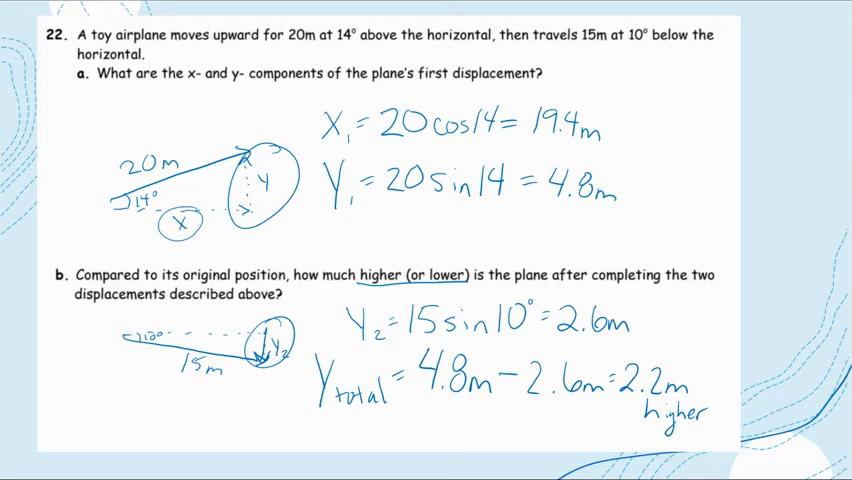 22. A toy airplane moves upward for 20m at 14° above the horizontal, then travels 15m at 10° below the
horizontal.
a. What are the x- and y- components of the plane's first displacement?
X₁ = 20cos14 = 19.4m
20m
14°
Y
X
Y₁ = 20sin14 = 4.8m
b. Compared to its original position, how much higher (or lower) is the plane after completing the two
displacements described above?
10°
15m
Y₂
Y₂ = 15sin10° = 2.6m
Ytotal = 4.8m - 2.6m = 2.2m
higher